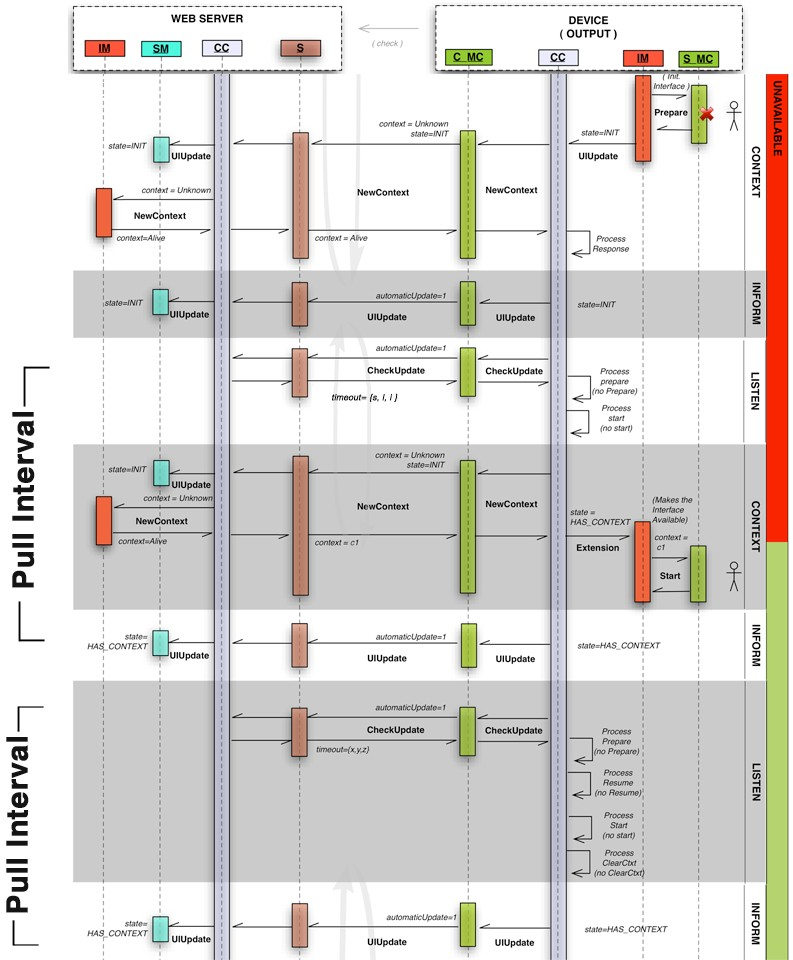 WEB SERVER
DEVICE
( OUTPUT )
IM
SM
CC
S
( check )
C_MC
CC
IM
S_MC
( Init.
Interface )
Prepare
UNAVAILABLE
context = Unknown
state=INIT
state=INIT
UIUpdate
state=INIT
UIUpdate
CONTEXT
context = Unknown
NewContext
NewContext
NewContext
context=Alive
context = Alive
Process
Response
state=INIT
UIUpdate
automaticUpdate=1
UIUpdate
UIUpdate
state=INIT
INFORM
automaticUpdate=1
CheckUpdate
CheckUpdate
timeout= {s, l, l }
Process
prepare
(no Prepare)
Process
start
(no start)
LISTEN
Pull Interval
context = Unknown
state=INIT
state=INIT
UIUpdate
context = Unknown
NewContext
NewContext
NewContext
context=Alive
context = c1
state =
HAS_CONTEXT
Extension
(Makes the
Interface
Available)
context =
c1
Start
CONTEXT
state=
HAS_CONTEXT
UIUpdate
automaticUpdate=1
UIUpdate
UIUpdate
state=HAS_CONTEXT
INFORM
Pull Interval
automaticUpdate=1
CheckUpdate
CheckUpdate
timeout={x,y,z}
Process
Prepare
(no Prepare)
Process
Resume
(no Resume)
Process
Start
(no start)
Process
ClearCtxt
(no ClearCtxt)
LISTEN
state=
HAS_CONTEXT
UIUpdate
automaticUpdate=1
UIUpdate
UIUpdate
state=HAS_CONTEXT
INFORM